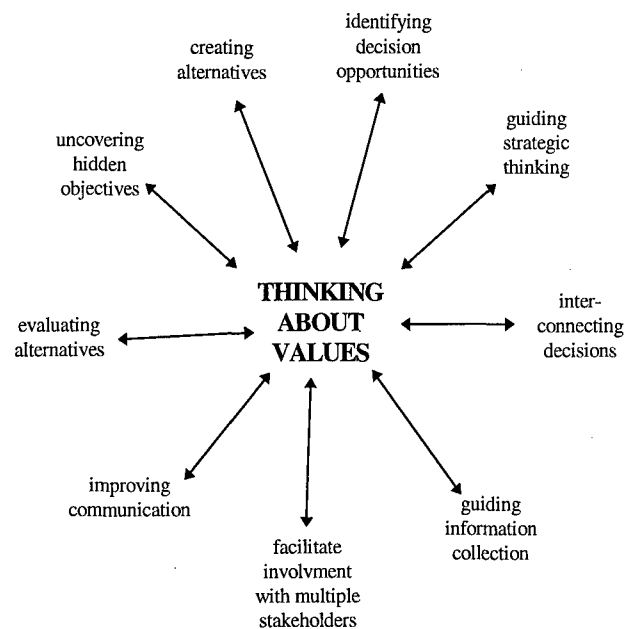 identifying
decision
opportunities
creating
alternatives
guiding
strategic
thinking
uncovering
hidden
objectives
THINKING
ABOUT
VALUES
inter-
connecting
decisions
evaluating
alternatives
improving
communication
guiding
information
collection
facilitate
involvment
with multiple
stakeholders